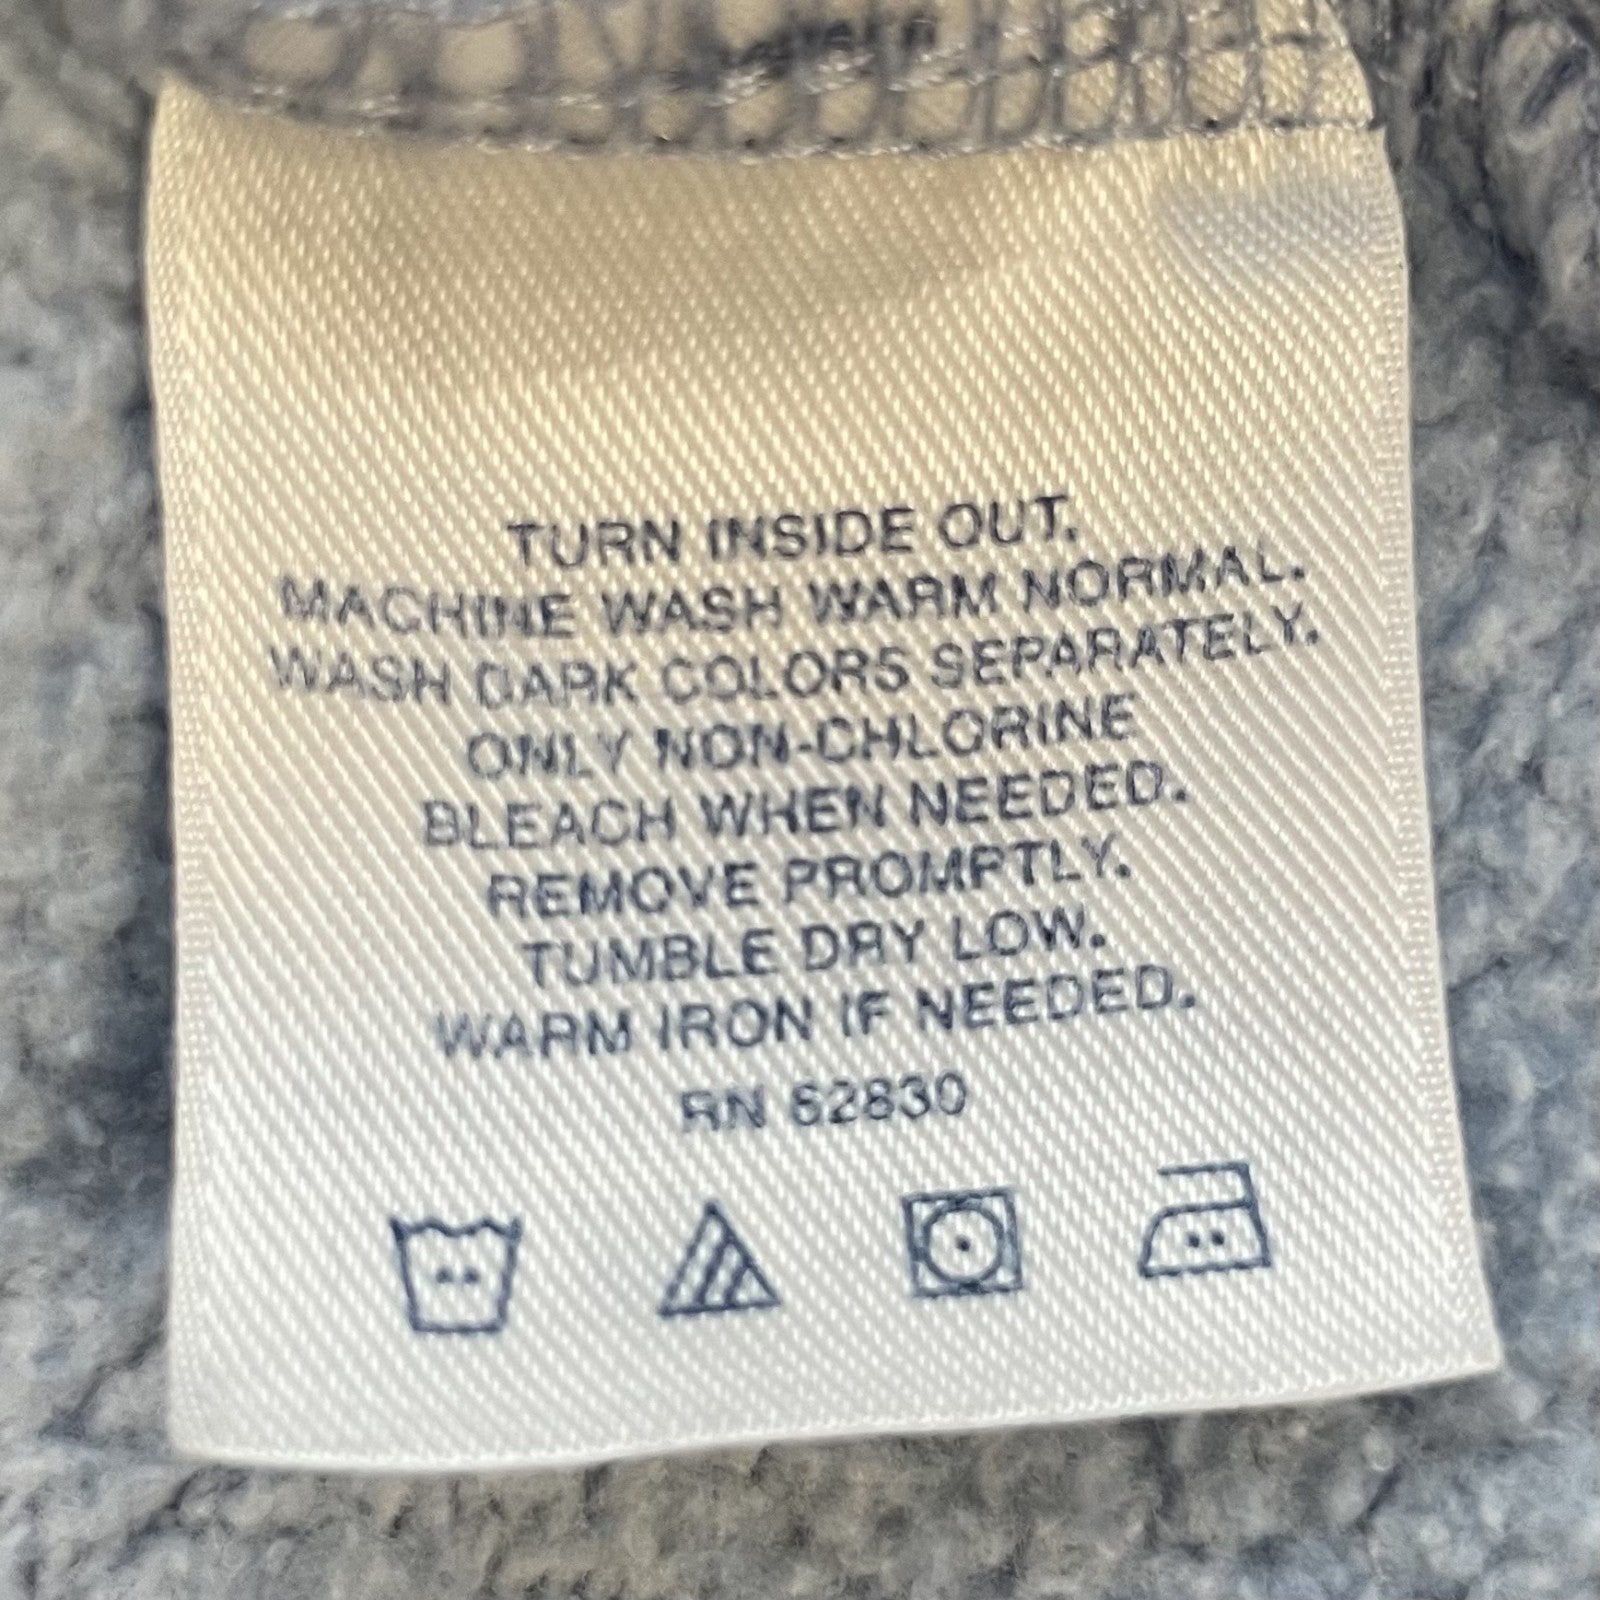 TURN INSIDE OUT.
MACHINE WASH WARM NORMAL.
WASH DARK COLORS SEPARATELY.
ONLY NON-CHLORINE
BLEACH WHEN NEEDED.
REMOVE PROMPTLY.
TUMBLE DRY LOW.
WARM IRON IF NEEDED.
RN 62830